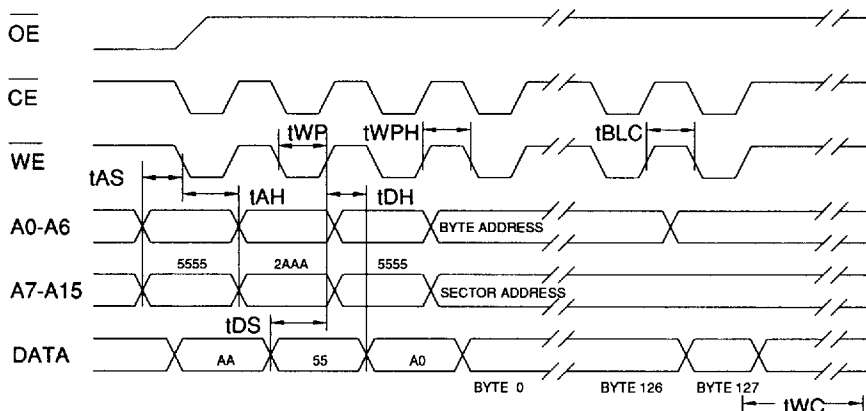 OE
CE
tWP tWPH tBLC
WE
tAS
tAH tDH
A0-A6 BYTE ADDRESS
5555 2AAA 5555
A7-A15 SECTOR ADDRESS
tDS
DATA AA 55 A0
BYTE 0 BYTE 126 BYTE 127
tWC